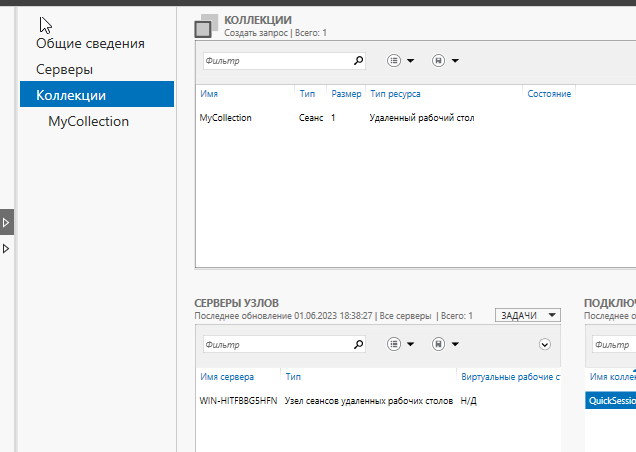 Общие сведения
Серверы
Коллекции
MyCollection
КОЛЛЕКЦИИ
Создать запрос | Всего: 1
Фильтр
Имя Тип Размер Тип ресурса Состояние
MyCollection Сеанс 1 Удаленный рабочий стол
СЕРВЕРЫ УЗЛОВ
Последнее обновление 01.06.2023 18:38:27 | Все серверы | Всего: 1 ЗАДАЧИ
Фильтр
Имя сервера Тип Виртуальные рабочие ст
WIN-HITFBBG5HFN Узел сеансов удаленных рабочих столов Н/Д
ПОДКЛЮЧ
Последнее о
Фильтр
Имя коллек
QuickSessio